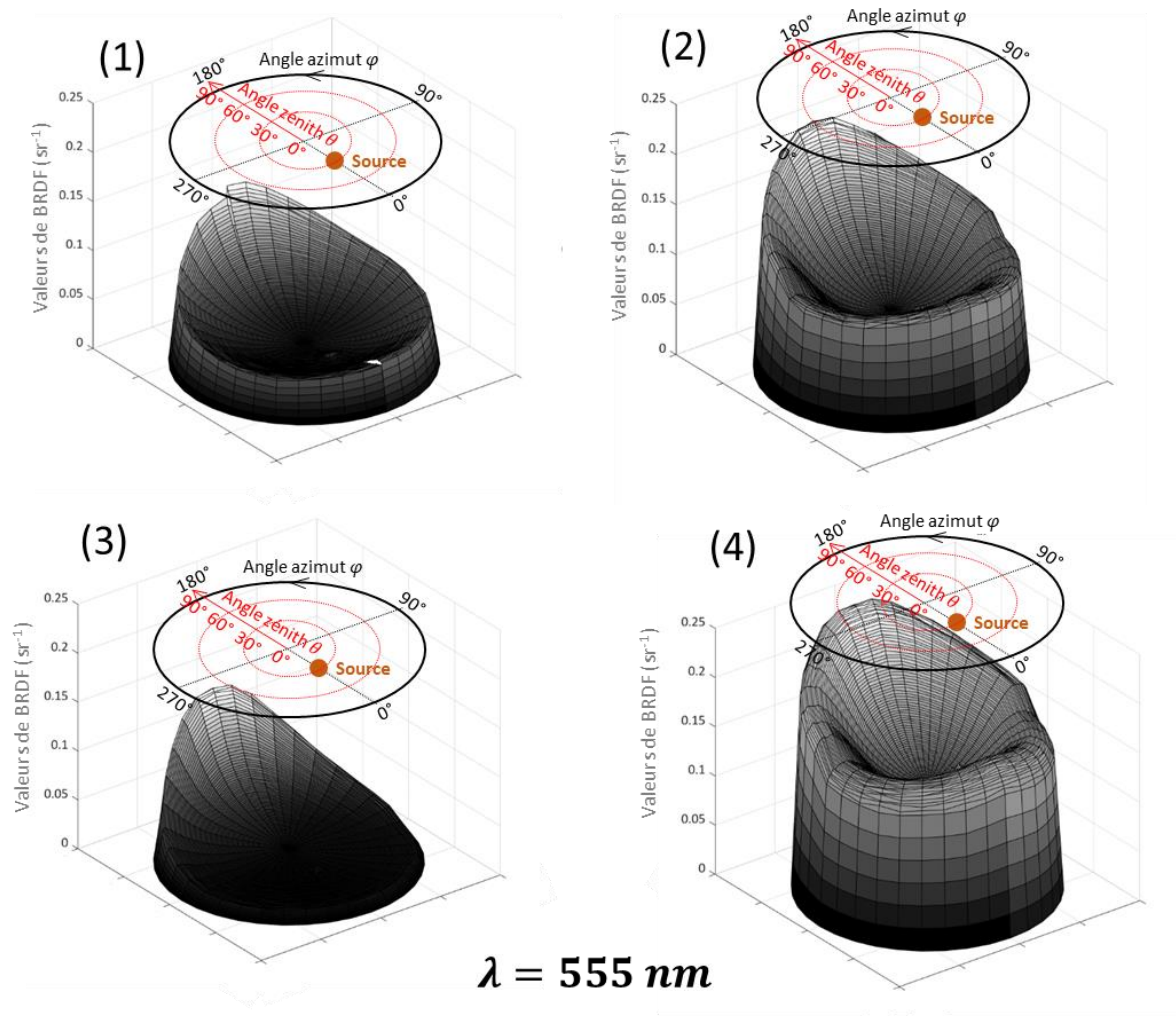 (1)
Angle azimut φ
180°
90°
Angle zénith θ
90° 60° 30° 0°
Source
270°
0°
0.25
0.2
0.15
0.1
0.05
0
Valeurs de BRDF (sr-1)
(2)
Angle azimut φ
180°
90°
Angle zénith θ
90° 60° 30° 0°
Source
270°
0°
0.25
0.2
0.15
0.1
0.05
0
Valeurs de BRDF (sr-1)
(3)
Angle azimut φ
180°
90°
Angle zénith θ
90° 60° 30° 0°
Source
270°
0°
0.25
0.2
0.15
0.1
0.05
0
Valeurs de BRDF (sr-1)
(4)
Angle azimut φ
180°
90°
Angle zénith θ
90° 60° 30° 0°
Source
270°
0°
0.25
0.2
0.15
0.1
0.05
0
Valeurs de BRDF (sr-1)
λ = 555 nm